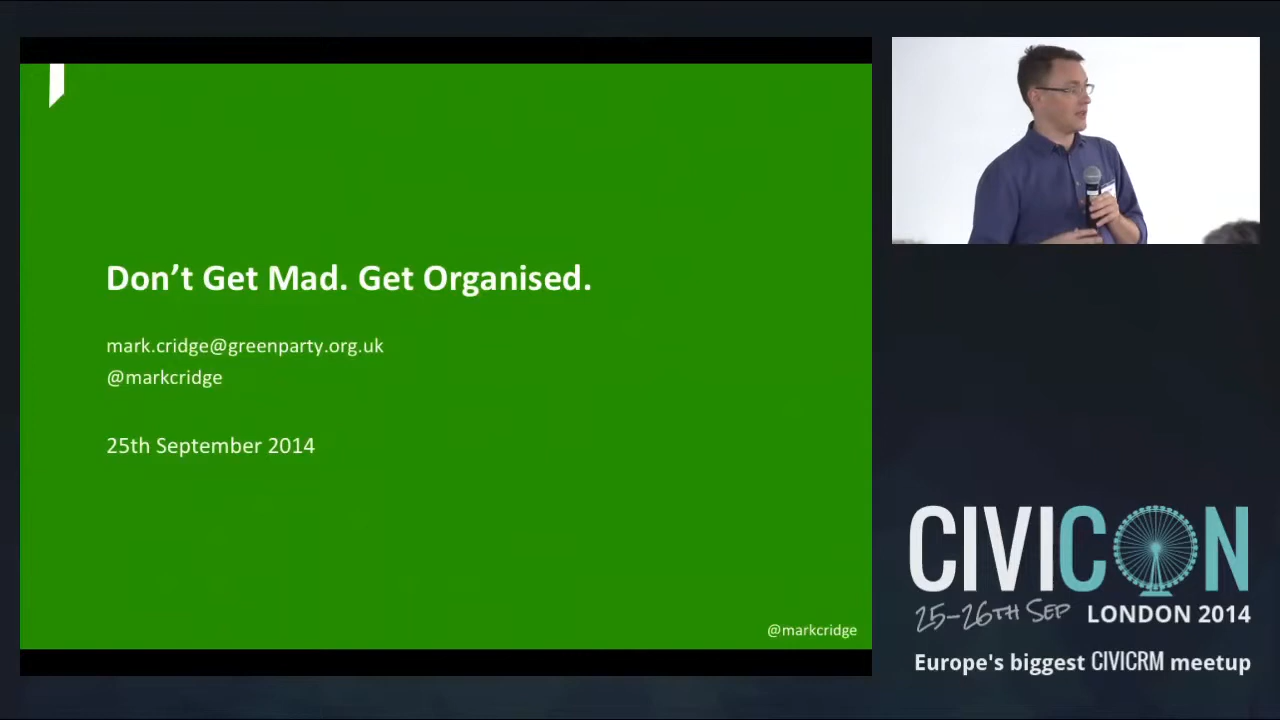 Don't Get Mad. Get Organised.
mark.cridge@greenparty.org.uk
@markcridge
25th September 2014
@markcridge
CIVICON
25-26TH SEP LONDON 2014
Europe's biggest CIVICRM meetup